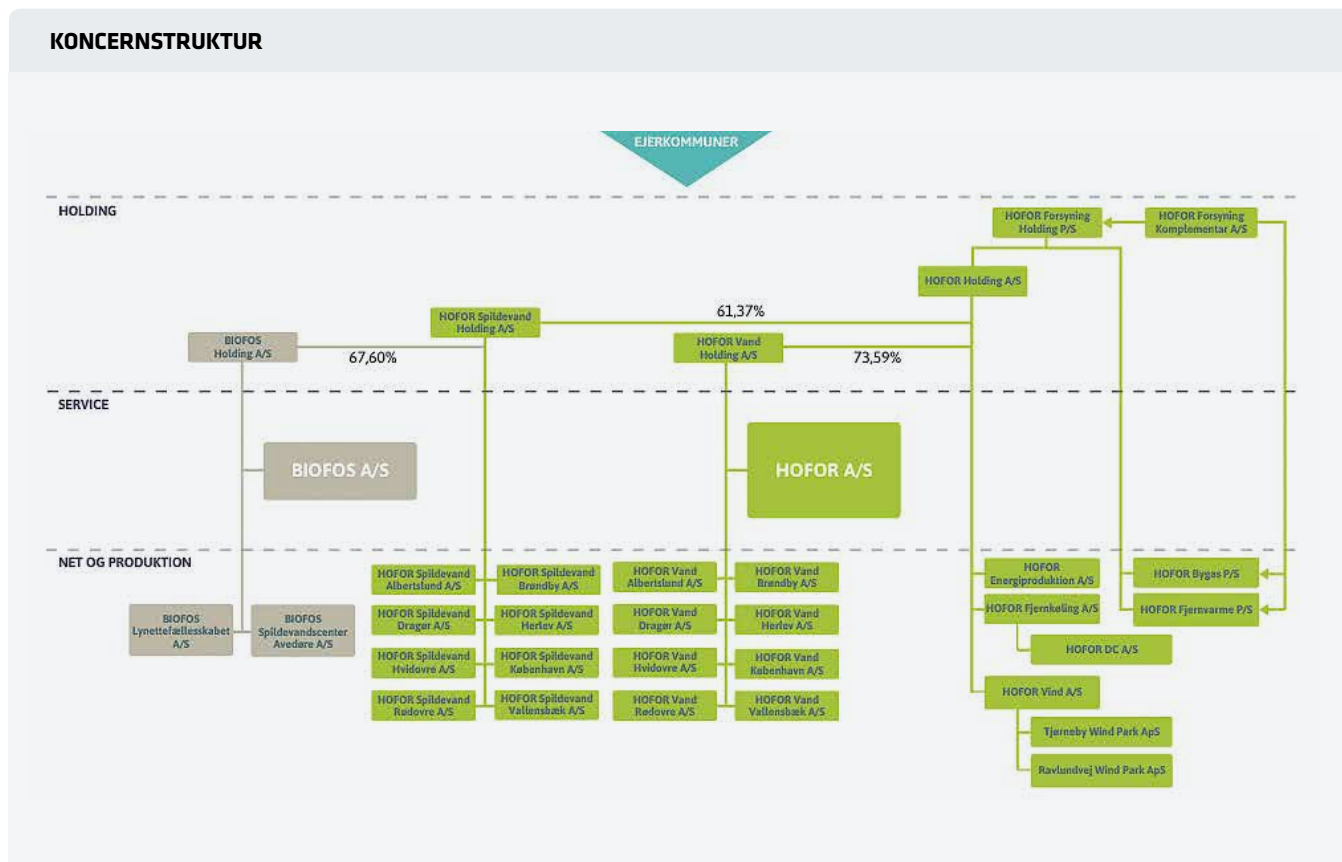 KONCERNSTRUKTUR
EJERKOMMUNER
HOLDING
HOFOR Forsyning
Holding P/S
HOFOR Forsyning
Komplementar A/S
HOFOR Holding A/S
HOFOR Spildevand
Holding A/S
61,37%
BIOFOS
Holding A/S
67,60%
HOFOR Vand
Holding A/S
73,59%
SERVICE
BIOFOS A/S
HOFOR A/S
NET OG PRODUKTION
BIOFOS
Lynettefællesskabet
A/S
BIOFOS
Spildevandscenter
Avedøre A/S
HOFOR Spildevand
Albertslund A/S
HOFOR Spildevand
Brøndby A/S
HOFOR Spildevand
Dragør A/S
HOFOR Spildevand
Herlev A/S
HOFOR Spildevand
Hvidovre A/S
HOFOR Spildevand
København A/S
HOFOR Spildevand
Rødovre A/S
HOFOR Spildevand
Vallensbæk A/S
HOFOR Vand
Albertslund A/S
HOFOR Vand
Brøndby A/S
HOFOR Vand
Dragør A/S
HOFOR Vand
Herlev A/S
HOFOR Vand
Hvidovre A/S
HOFOR Vand
København A/S
HOFOR Vand
Rødovre A/S
HOFOR Vand
Vallensbæk A/S
HOFOR
Energiproduktion A/S
HOFOR Fjernkøling A/S
HOFOR DC A/S
HOFOR Vind A/S
Tjørneby Wind Park ApS
Ravlundvej Wind Park ApS
HOFOR Bygas P/S
HOFOR Fjernvarme P/S